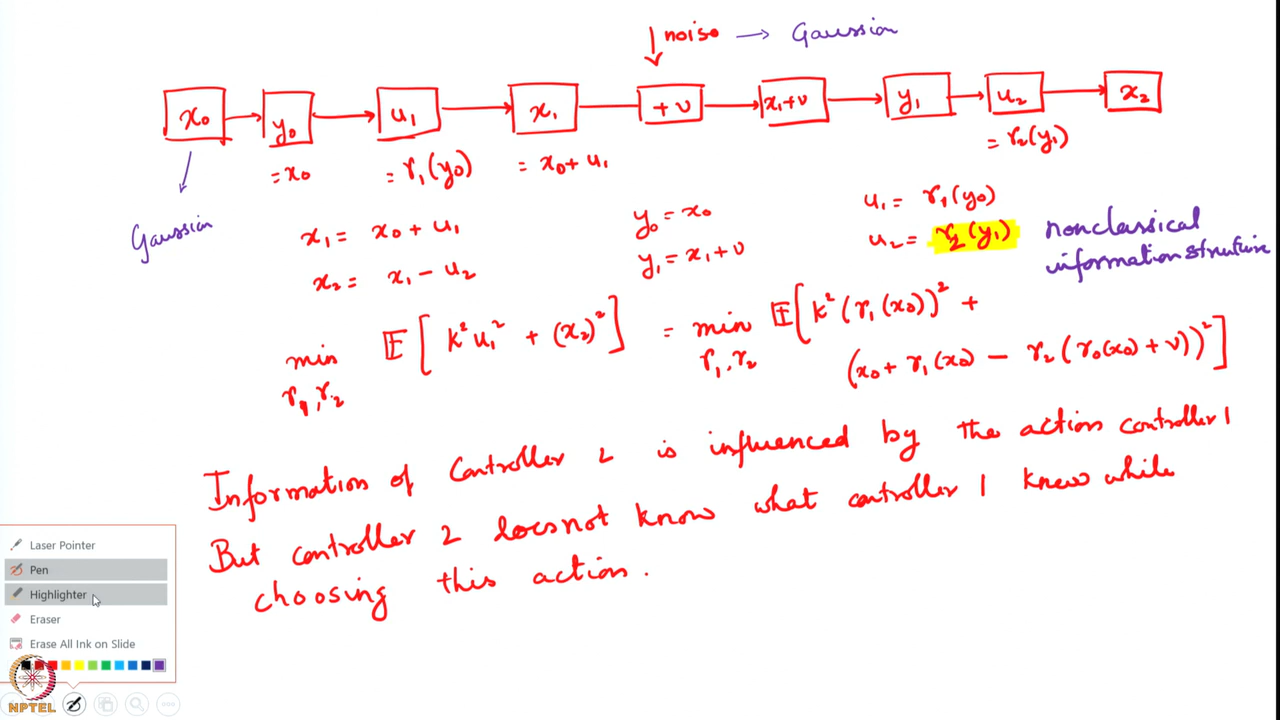 noise → Gaussian
x₀ → y₀ → u₁ → x₁ → +ν → x₁+ν → y₁ → u₂ → x₂
= x₀ = γ₁(y₀) = x₀ + u₁ = γ₂(y₁)
Gaussian
x₁ = x₀ + u₁ y₀ = x₀ u₁ = γ₁(y₀)
x₂ = x₁ - u₂ y₁ = x₁ + ν u₂ = γ₂(y₁) nonclassical
information structure
min γ₁,γ₂ 𝔼[k²u₁² + (x₂)²] = min γ₁,γ₂ 𝔼[k²(γ₁(x₀))² +
(x₀ + γ₁(x₀) - γ₂(γ₀(x₀) + ν))²]
Information of Controller 2 is influenced by the action controller 1
But controller 2 does not know what controller 1 knew while
choosing this action.
Laser Pointer
Pen
Highlighter
Eraser
Erase All Ink on Slide
NPTEL